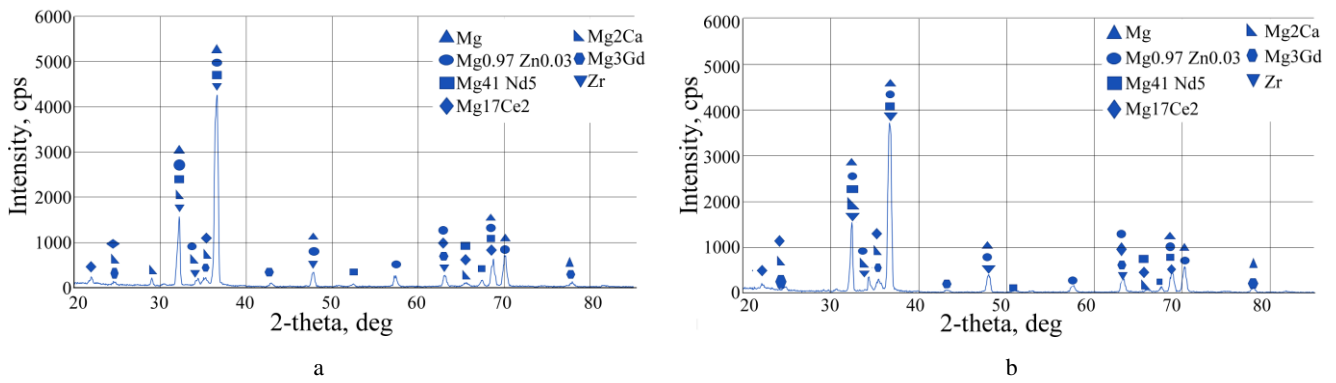 6000
5000
4000
3000
2000
1000
0
Intensity, cps
Mg
Mg0.97 Zn0.03
Mg41 Nd5
Mg17Ce2
Mg2Ca
Mg3Gd
Zr
20 30 40 50 60 70 80
2-theta, deg
a
6000
5000
4000
3000
2000
1000
0
Intensity, cps
Mg
Mg0.97 Zn0.03
Mg41 Nd5
Mg17Ce2
Mg2Ca
Mg3Gd
Zr
20 30 40 50 60 70 80
2-theta, deg
b